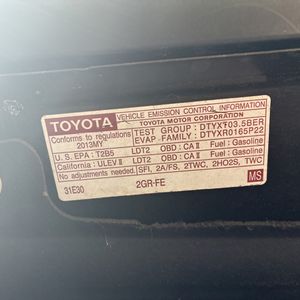 TOYOTA
VEHICLE EMISSION CONTROL INFORMATION
TOYOTA MOTOR CORPORATION
Conforms to regulations
2013MY
TEST GROUP : DTYXT03.5BER
EVAP. FAMILY : DTYXR0165P22
U.S. EPA : T2B5 LDT2 OBD : CA II Fuel : Gasoline
California : ULEV II LDT2 OBD : CA II Fuel : Gasoline
No adjustments needed. SFI, 2A/FS, 2TWC, 2HO2S, TWC
31E30 2GR-FE MS